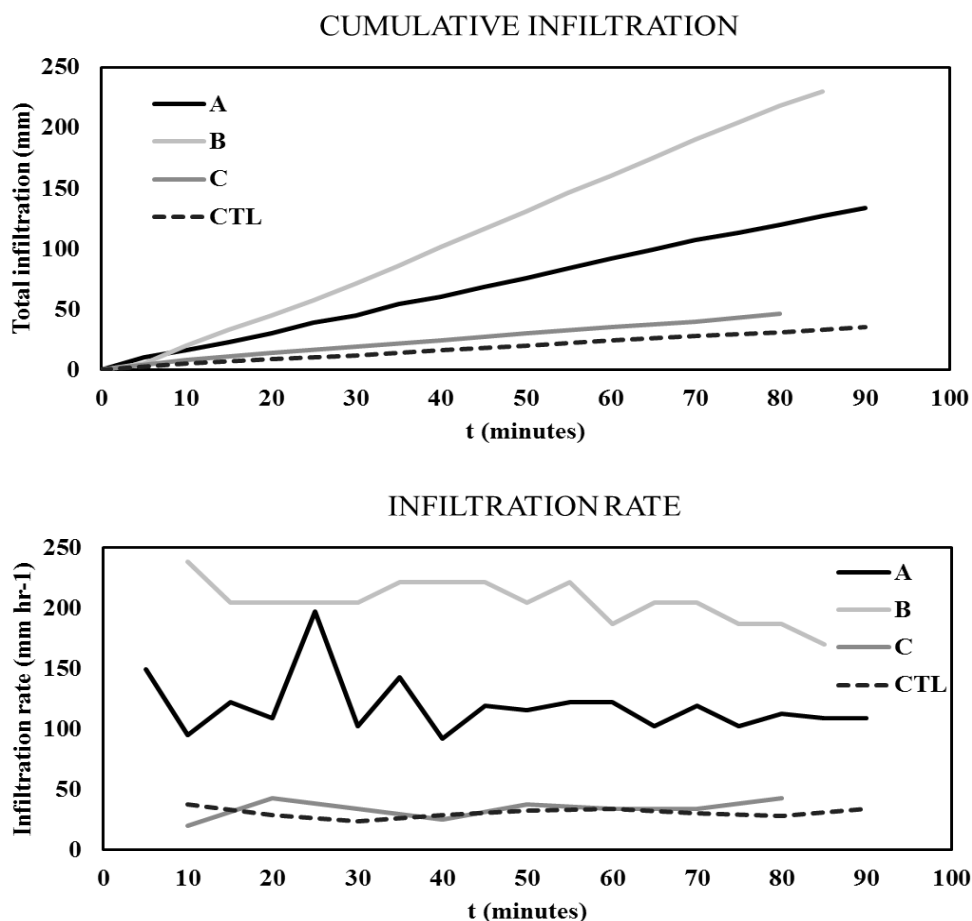 CUMULATIVE INFILTRATION
250
200
150
100
50
0
Total infiltration (mm)
A
B
C
CTL
0 10 20 30 40 50 60 70 80 90 100
t (minutes)
INFILTRATION RATE
250
200
150
100
50
0
Infiltration rate (mm hr-1)
A
B
C
CTL
0 10 20 30 40 50 60 70 80 90 100
t (minutes)